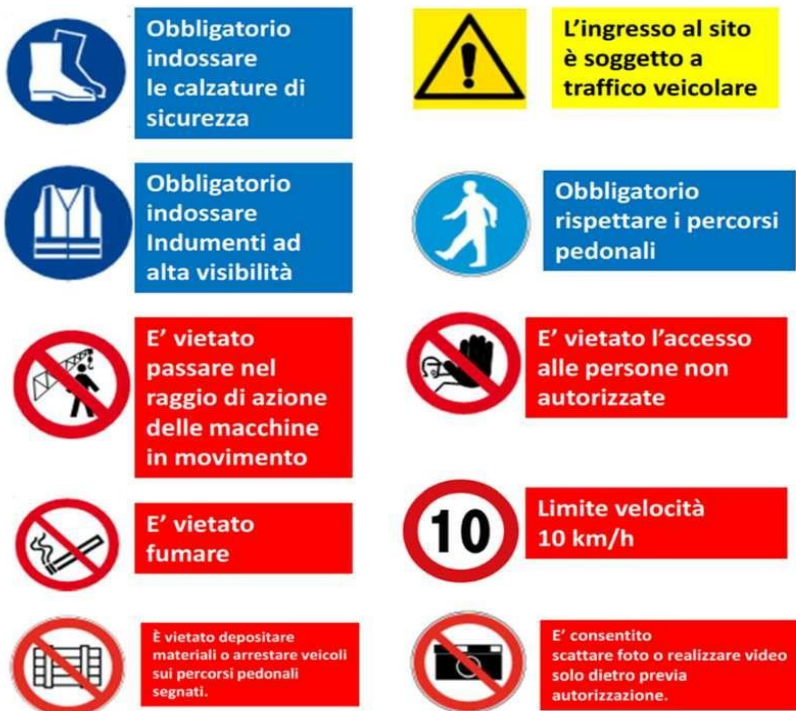 Obbligatorio
indossare
le calzature di
sicurezza
L'ingresso al sito
è soggetto a
traffico veicolare
Obbligatorio
indossare
Indumenti ad
alta visibilità
Obbligatorio
rispettare i percorsi
pedonali
E' vietato
passare nel
raggio di azione
delle macchine
in movimento
E' vietato l'accesso
alle persone non
autorizzate
E' vietato
fumare
10
Limite velocità
10 km/h
È vietato depositare
materiali o arrestare veicoli
sui percorsi pedonali
segnati.
E' consentito
scattare foto o realizzare video
solo dietro previa
autorizzazione.